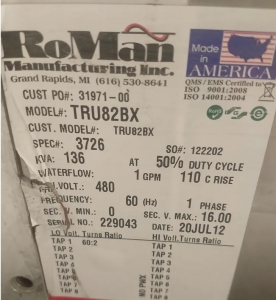 RoMan
Manufacturing Inc.
Grand Rapids, MI (616) 530-8641
Made in
AMERICA
QMS / EMS Certified to
ISO 9001:2008
ISO 14001:2004
CUST PO#: 31971-00
MODEL#: TRU82BX
CUST. MODEL#: TRU82BX
SPEC#: 3726 SO#: 122202
KVA: 136 AT 50% DUTY CYCLE
WATERFLOW: 1 GPM 110 C RISE
PRI. VOLT.: 480
FREQUENCY: 60 (Hz) 1 PHASE
SEC. V. MIN.: 0 SEC. V. MAX.: 16.00
SERIAL NO.: 229043 DATE: 20JUL12
LO Volt. Turns Ratio HI Volt. Turns Ratio
TAP 1 60:2 TAP 1
TAP 2 TAP 2
TAP 3 TAP 3
TAP 4 TAP 4
TAP 5 TAP 5
TAP 6 TAP 6
TAP 7 TAP 7
TAP 8 TAP 8